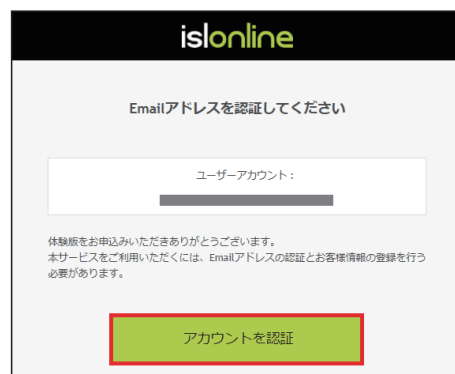 islonline
Emailアドレスを認証してください
ユーザーアカウント：
体験版をお申込みいただきありがとうございます。
本サービスをご利用いただくには、Emailアドレスの認証とお客様情報の登録を行う
必要があります。
アカウントを認証